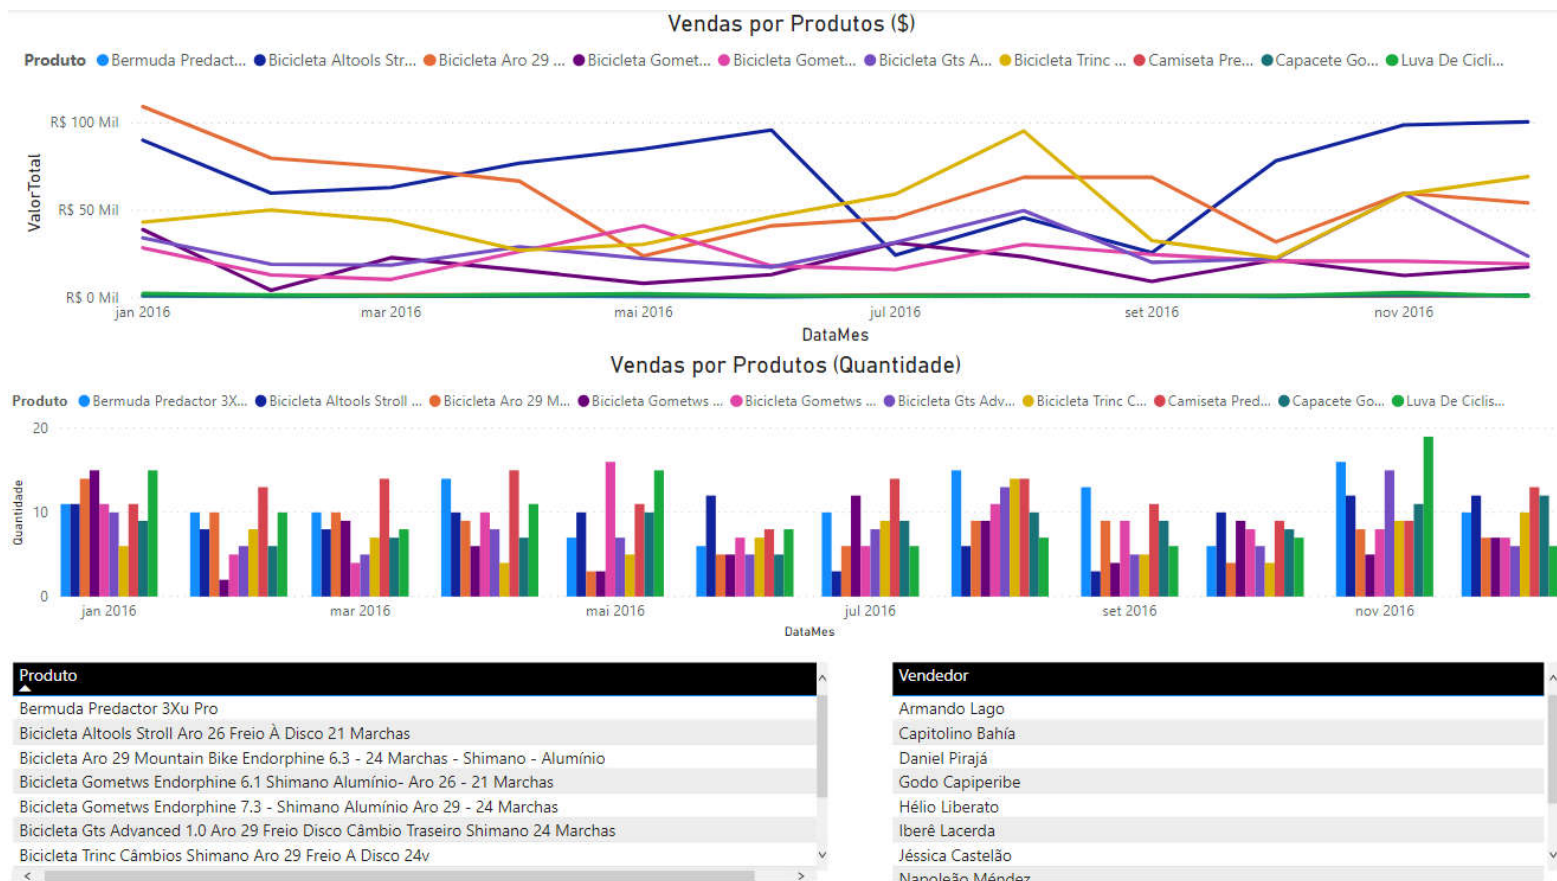 Vendas por Produtos ($)
Produto Bermuda Predact... Bicicleta Altools Str... Bicicleta Aro 29 ... Bicicleta Gomet... Bicicleta Gomet... Bicicleta Gts A... Bicicleta Trinc ... Camiseta Pre... Capacete Go... Luva De Cicli...
R$ 100 Mil
R$ 50 Mil
R$ 0 Mil
ValorTotal
jan 2016 mar 2016 mai 2016 jul 2016 set 2016 nov 2016
DataMes
Vendas por Produtos (Quantidade)
Produto Bermuda Predactor 3X... Bicicleta Altools Stroll ... Bicicleta Aro 29 M... Bicicleta Gometws ... Bicicleta Gometws ... Bicicleta Gts Adv... Bicicleta Trinc C... Camiseta Pred... Capacete Go... Luva De Ciclis...
20
10
0
Quantidade
jan 2016 mar 2016 mai 2016 jul 2016 set 2016 nov 2016
DataMes
Produto
Bermuda Predactor 3Xu Pro
Bicicleta Altools Stroll Aro 26 Freio À Disco 21 Marchas
Bicicleta Aro 29 Mountain Bike Endorphine 6.3 - 24 Marchas - Shimano - Alumínio
Bicicleta Gometws Endorphine 6.1 Shimano Alumínio- Aro 26 - 21 Marchas
Bicicleta Gometws Endorphine 7.3 - Shimano Alumínio Aro 29 - 24 Marchas
Bicicleta Gts Advanced 1.0 Aro 29 Freio Disco Câmbio Traseiro Shimano 24 Marchas
Bicicleta Trinc Câmbios Shimano Aro 29 Freio A Disco 24v
Vendedor
Armando Lago
Capitolino Bahía
Daniel Pirajá
Godo Capiperibe
Hélio Liberato
Iberê Lacerda
Jéssica Castelão
Napoleão Méndez